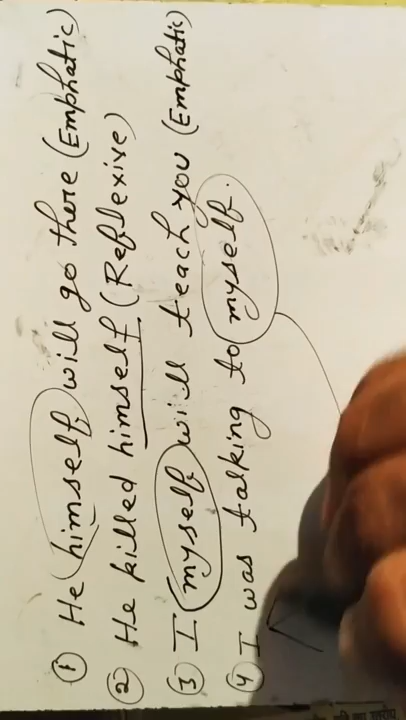 ① He himself will go there (Emphatic)
② He killed himself (Reflexive)
③ I myself will teach you (Emphatic)
④ I was talking to myself.